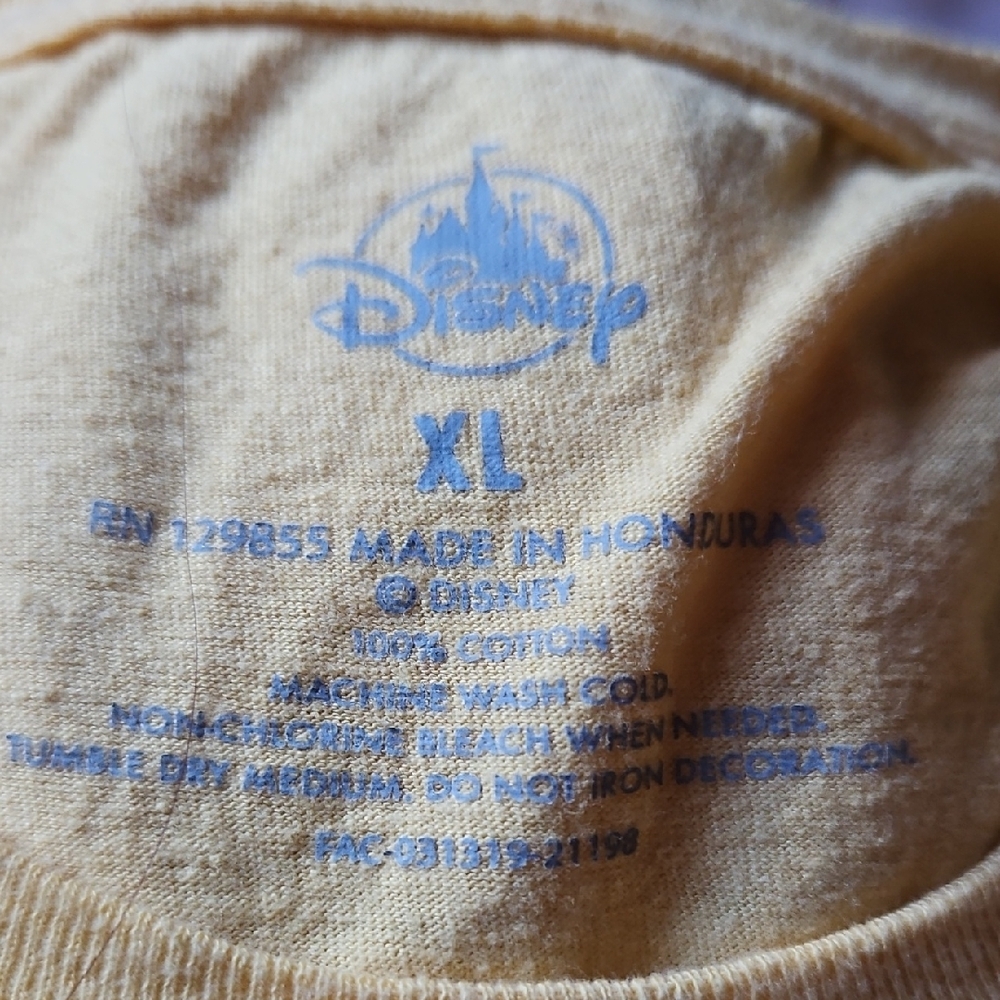 Disney
XL
RN 129855 MADE IN HONDURAS
© DISNEY
100% COTTON
MACHINE WASH COLD.
NON-CHLORINE BLEACH WHEN NEEDED.
TUMBLE DRY MEDIUM. DO NOT IRON DECORATION.
FAC-031319-21198